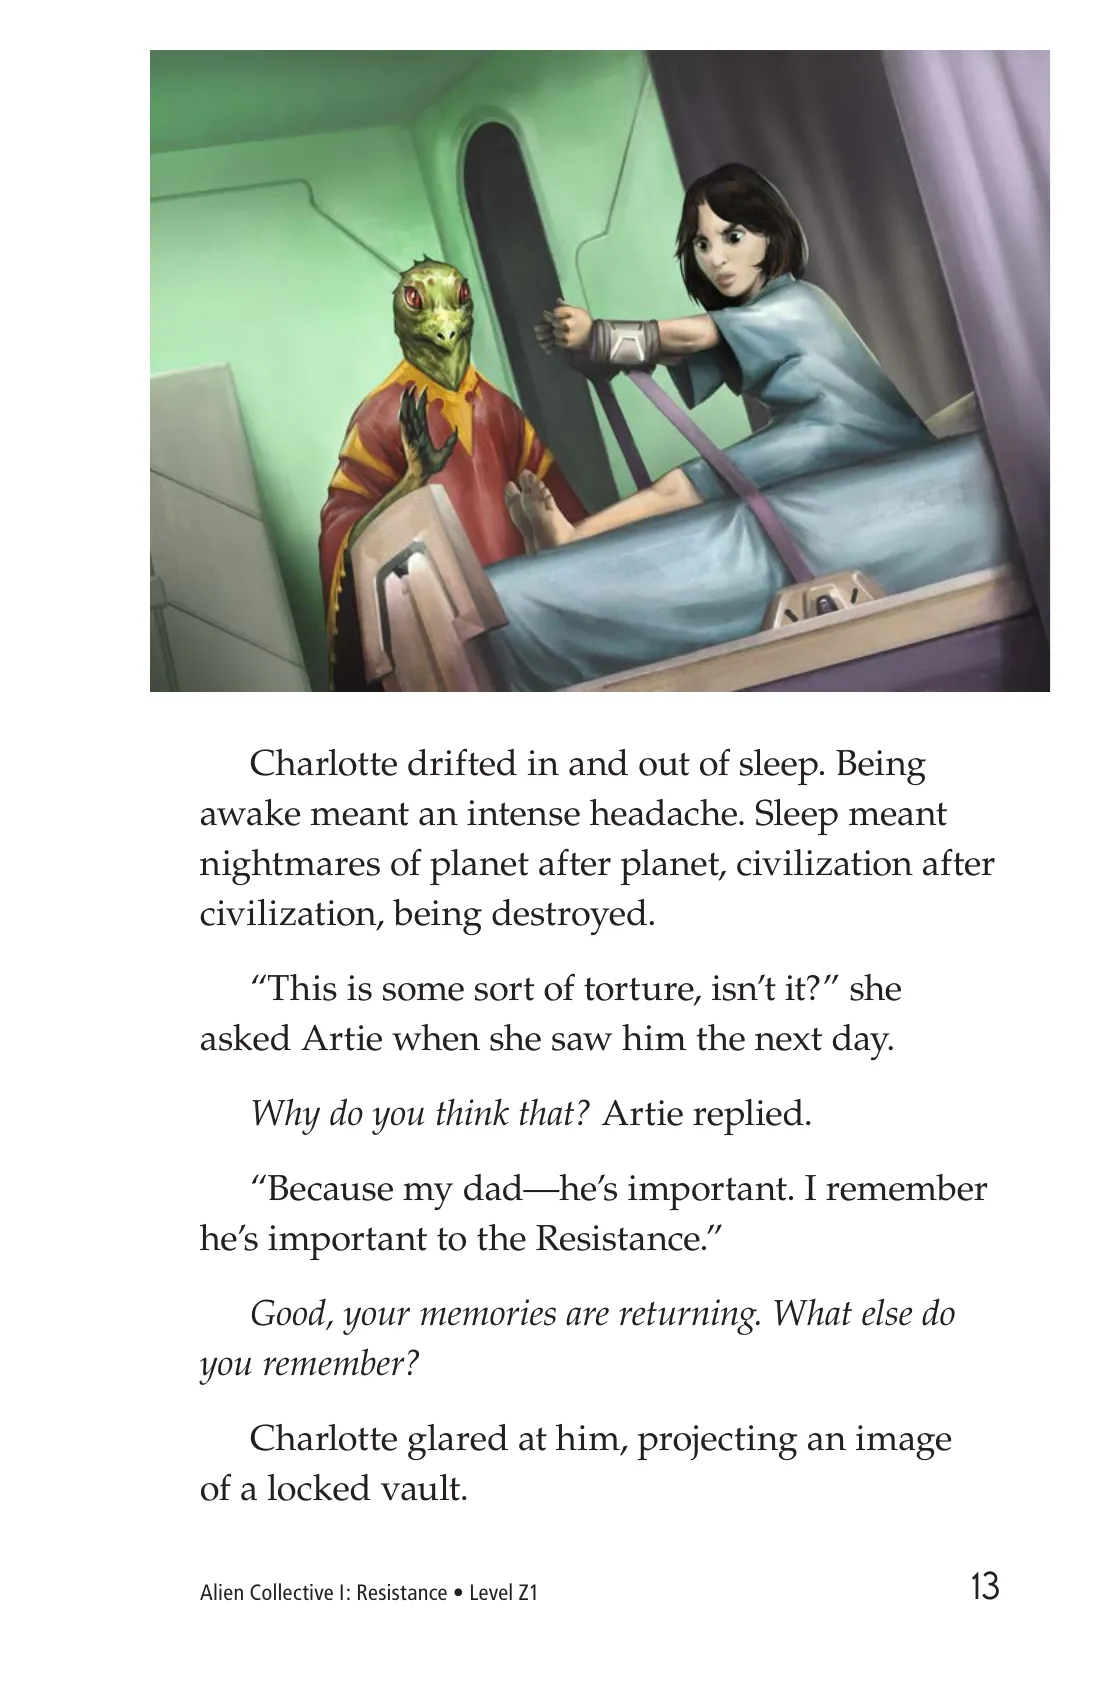 Charlotte drifted in and out of sleep. Being
awake meant an intense headache. Sleep meant
nightmares of planet after planet, civilization after
civilization, being destroyed.
“This is some sort of torture, isn’t it?” she
asked Artie when she saw him the next day.
Why do you think that? Artie replied.
“Because my dad—he’s important. I remember
he’s important to the Resistance.”
Good, your memories are returning. What else do
you remember?
Charlotte glared at him, projecting an image
of a locked vault.
Alien Collective I: Resistance • Level Z1
13